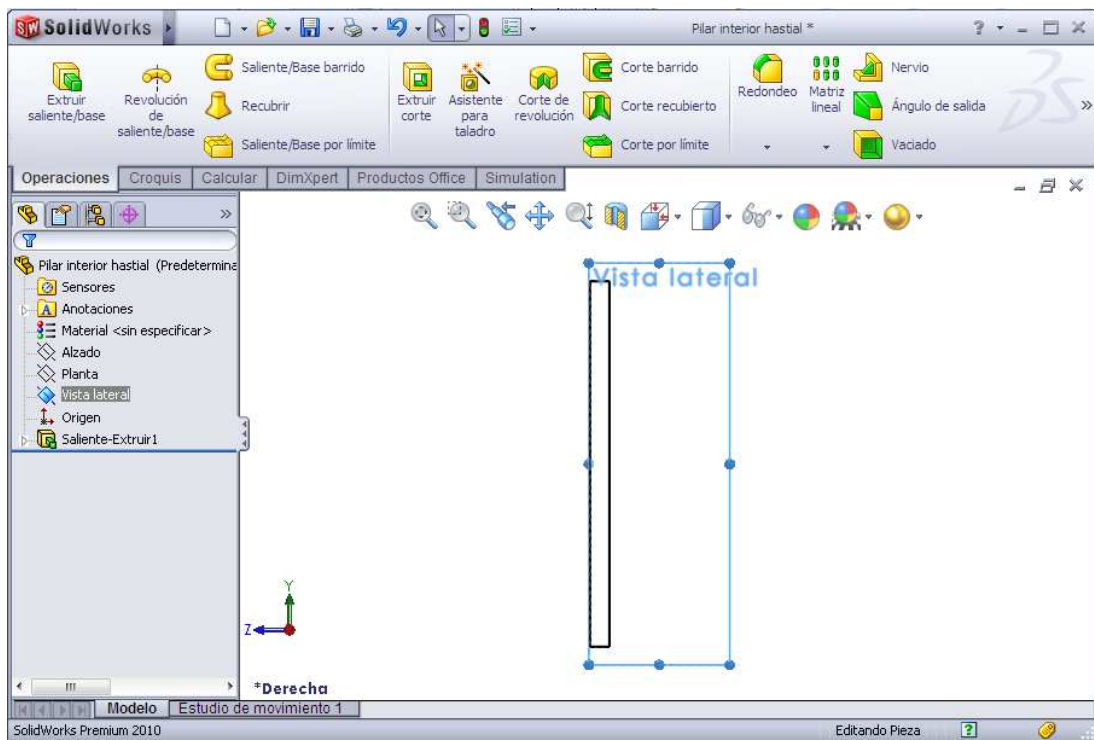 SolidWorks
Pilar interior hastial *
Extruir saliente/base
Revolución de saliente/base
Saliente/Base barrido
Recubrir
Saliente/Base por límite
Extruir corte
Asistente para taladro
Corte de revolución
Corte barrido
Corte recubierto
Corte por límite
Redondeo
Matriz lineal
Nervio
Ángulo de salida
Vaciado
Operaciones
Croquis
Calcular
DimXpert
Productos Office
Simulation
Pilar interior hastial (Predetermina
Sensores
Anotaciones
Material <sin especificar>
Alzado
Planta
Vista lateral
Origen
Saliente-Extruir1
Vista lateral
Y
Z
*Derecha
Modelo
Estudio de movimiento 1
SolidWorks Premium 2010
Editando Pieza